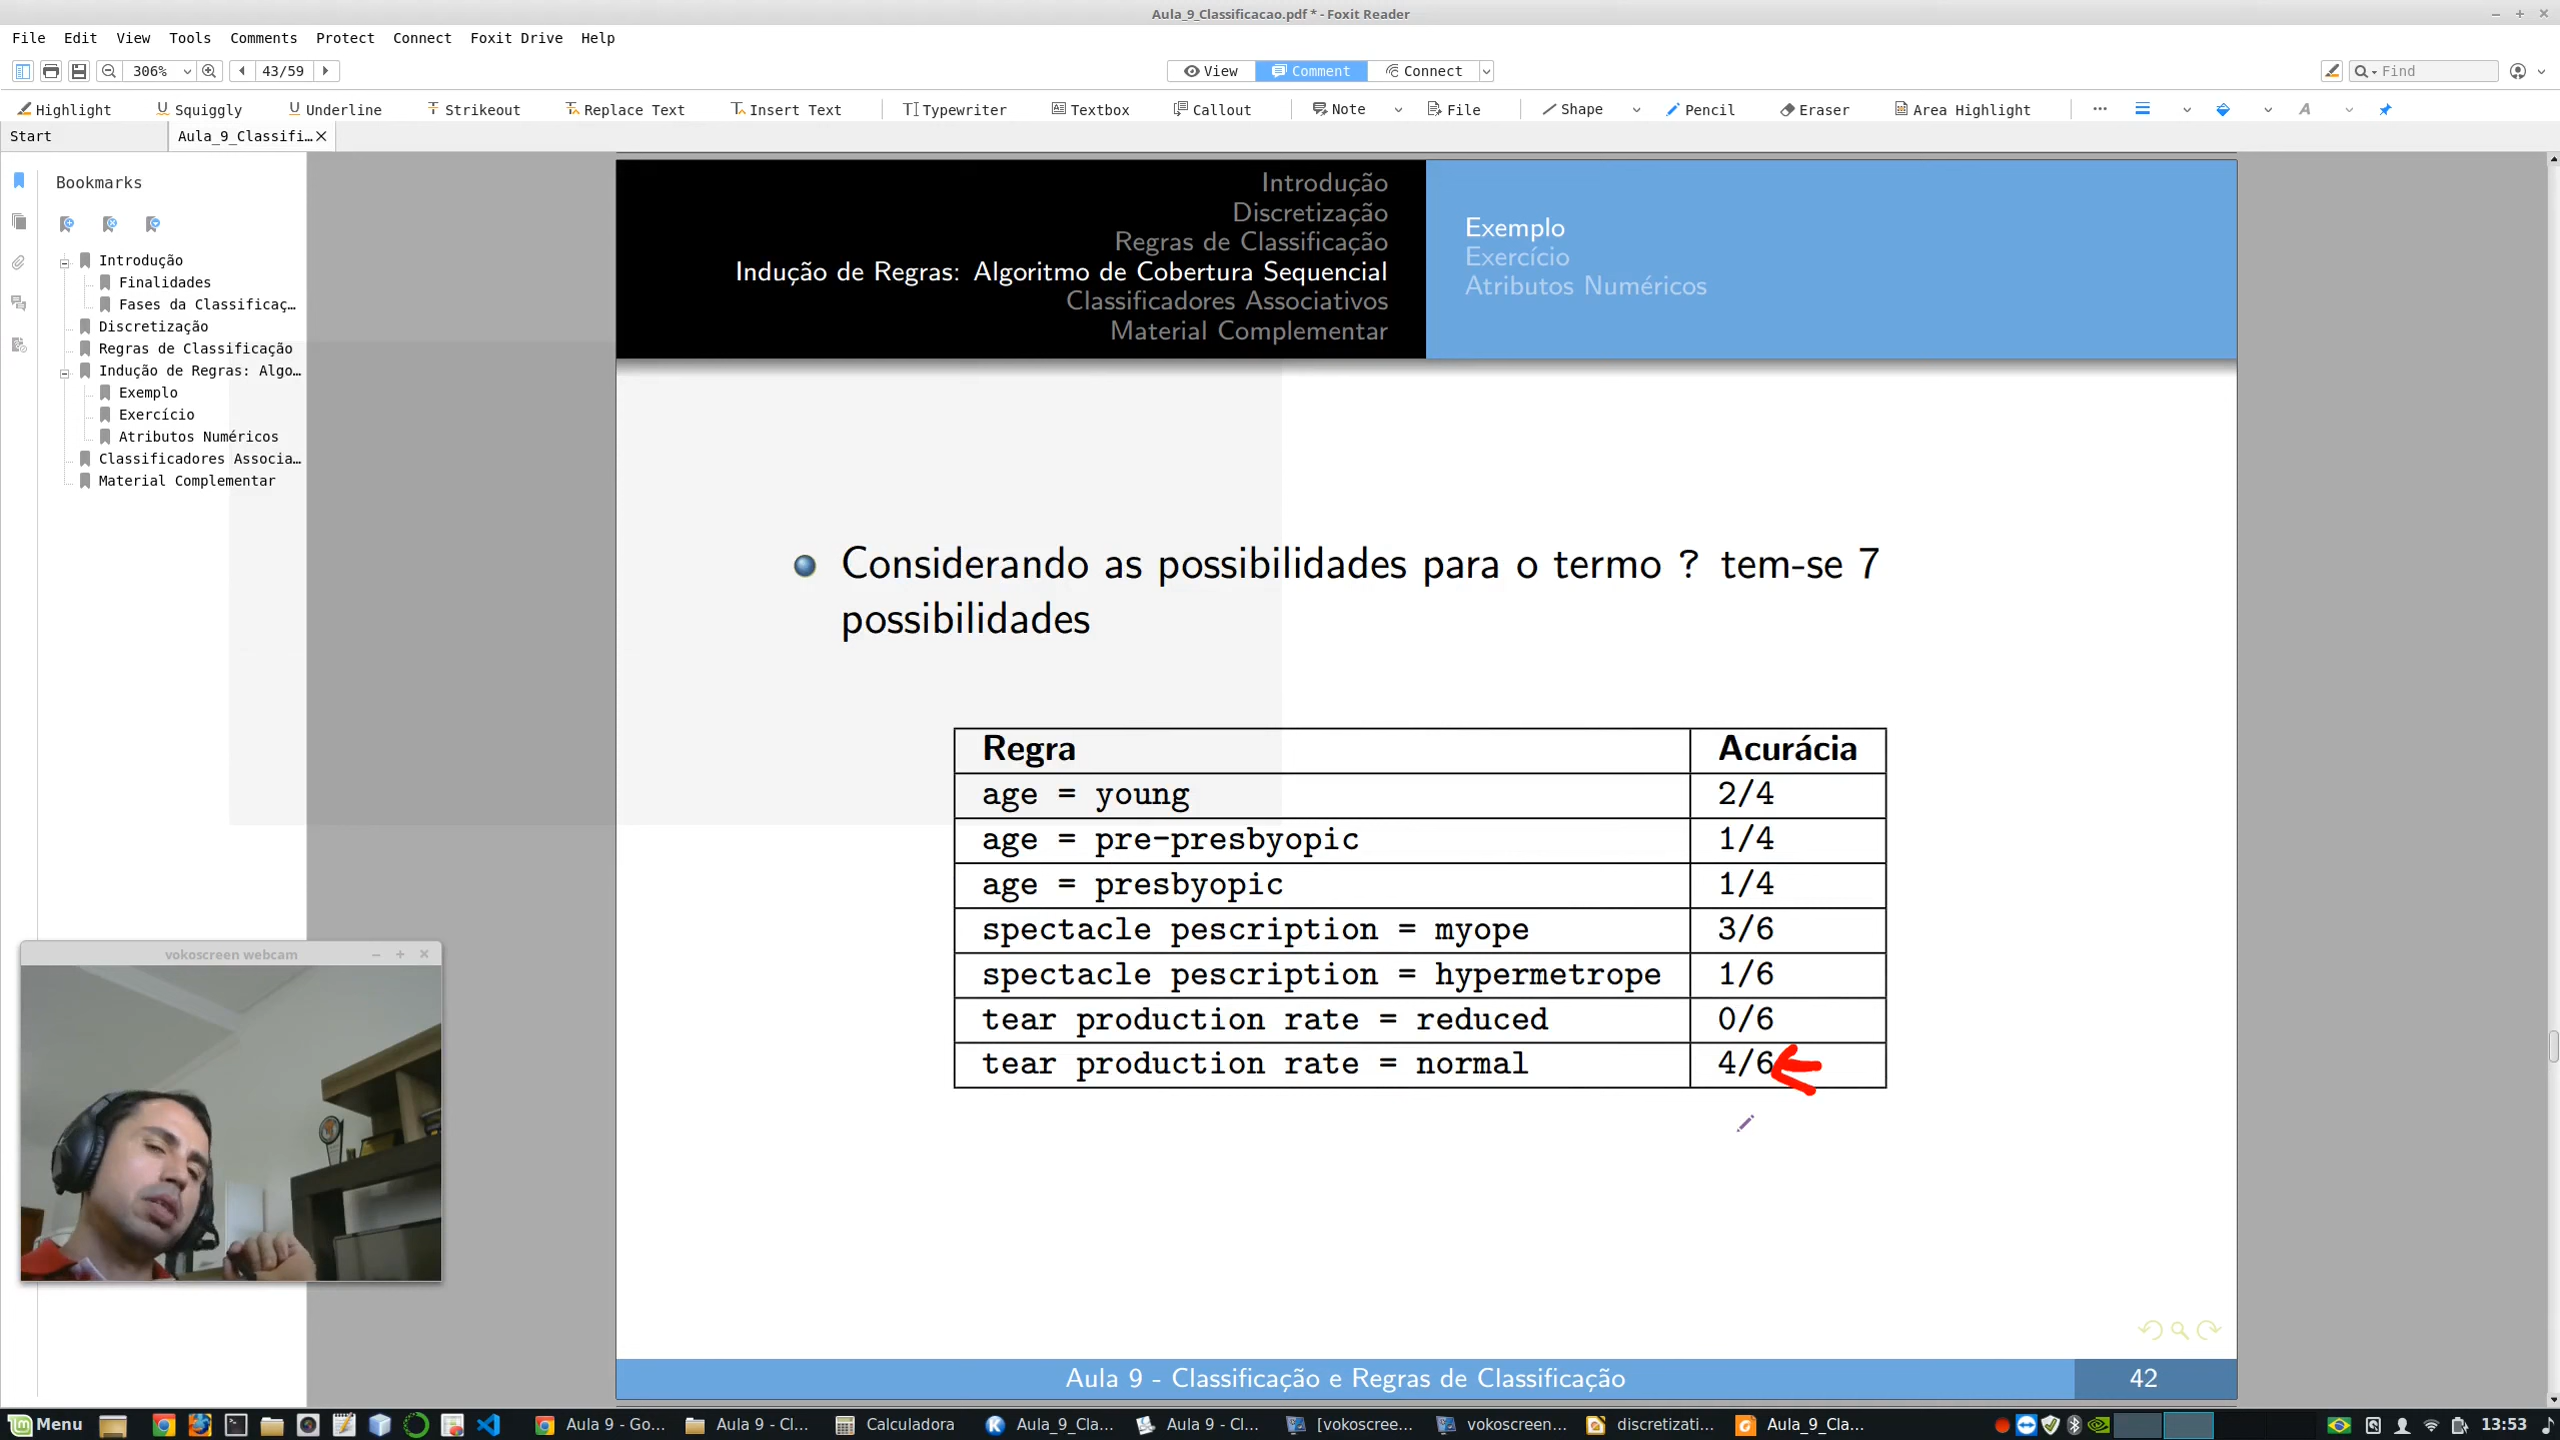 Aula_9_Classificacao.pdf * - Foxit Reader
File Edit View Tools Comments Protect Connect Foxit Drive Help
306% 43/59 View Comment Connect Find
Highlight Squiggly Underline Strikeout Replace Text Insert Text Typewriter Textbox Callout Note File Shape Pencil Eraser Area Highlight ...
Start Aula_9_Classifi...
Bookmarks
Introdução
Finalidades
Fases da Classificaç...
Discretização
Regras de Classificação
Indução de Regras: Algo...
Exemplo
Exercício
Atributos Numéricos
Classificadores Associa...
Material Complementar
Introdução
Discretização
Regras de Classificação
Indução de Regras: Algoritmo de Cobertura Sequencial
Classificadores Associativos
Material Complementar
Exemplo
Exercício
Atributos Numéricos
Considerando as possibilidades para o termo ? tem-se 7
possibilidades
Regra Acurácia
age = young 2/4
age = pre-presbyopic 1/4
age = presbyopic 1/4
spectacle pescription = myope 3/6
spectacle pescription = hypermetrope 1/6
tear production rate = reduced 0/6
tear production rate = normal 4/6
vokoscreen webcam
Aula 9 - Classificação e Regras de Classificação 42
Menu Aula 9 - Go... Aula 9 - Cl... Calculadora Aula_9_Cla... Aula 9 - Cl... [vokoscree... vokoscreen... discretizati... Aula_9_Cla... 13:53